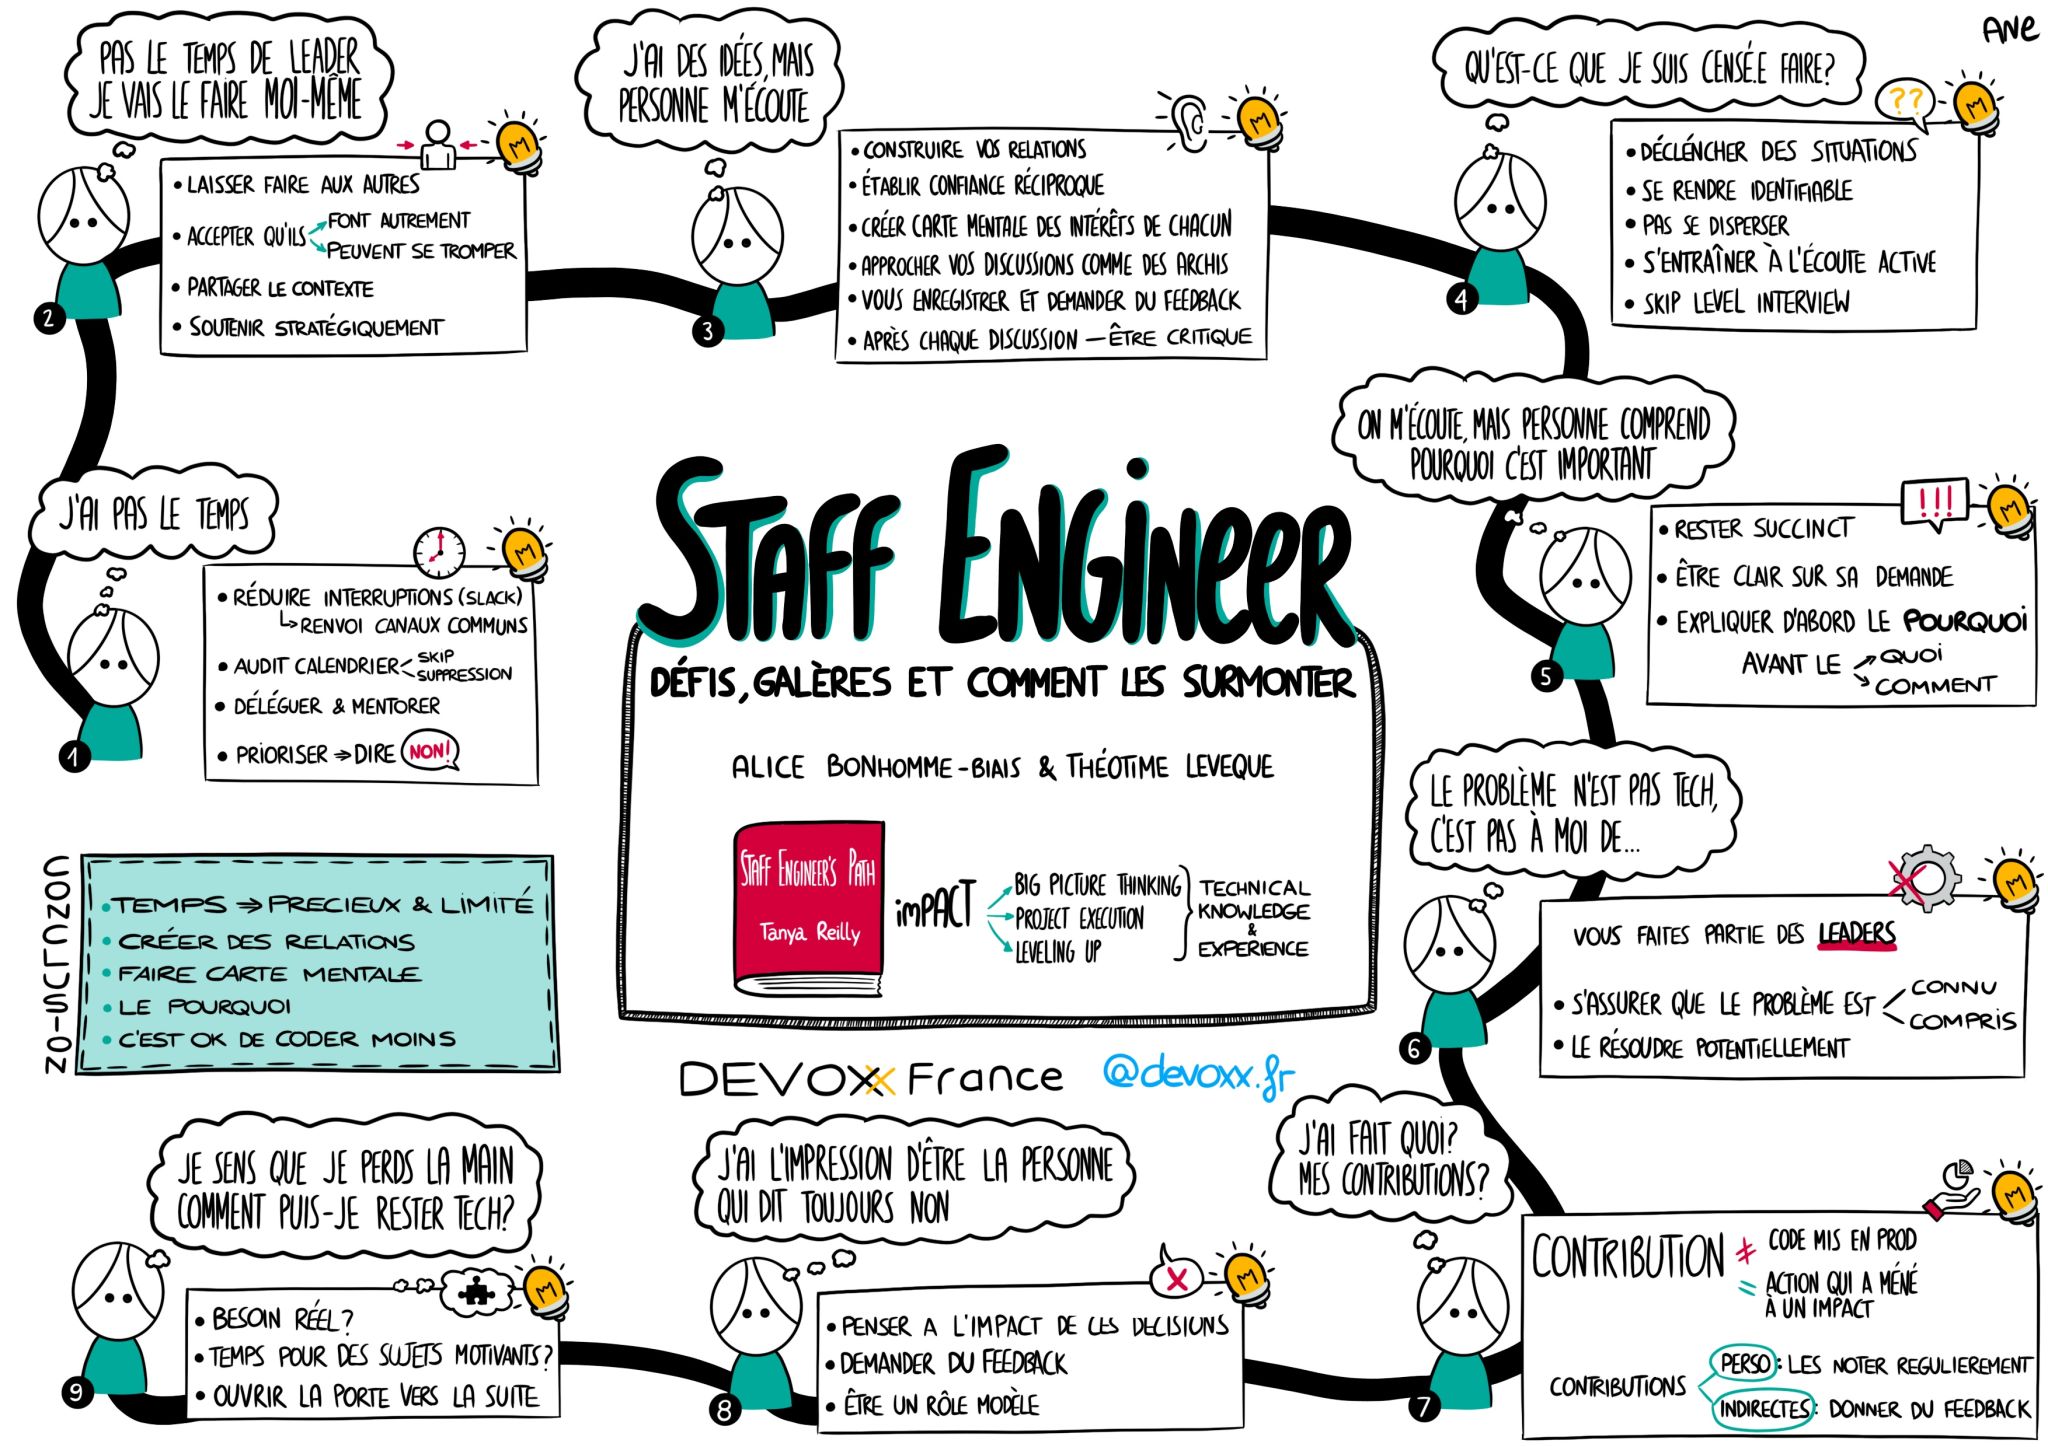 STAFF ENGINEER
DÉFIS, GALÈRES ET COMMENT LES SURMONTER
ALICE BONHOMME-BIAIS & THÉOTIME LEVEQUE
STAFF ENGINEER'S PATH
Tanya Reilly
IMPACT
BIG PICTURE THINKING
PROJECT EXECUTION
LEVELING UP
TECHNICAL
KNOWLEDGE
&
EXPERIENCE
DEVOXX France
@devoxx.fr
ANE
1
J'AI PAS LE TEMPS
• RÉDUIRE INTERRUPTIONS (SLACK)
RENVOI CANAUX COMMUNS
• AUDIT CALENDRIER
SKIP
SUPPRESSION
• DÉLÉGUER & MENTORER
• PRIORISER ⇒ DIRE NON!
2
PAS LE TEMPS DE LEADER
JE VAIS LE FAIRE MOI-MÊME
• LAISSER FAIRE AUX AUTRES
• ACCEPTER QU'ILS
FONT AUTREMENT
PEUVENT SE TROMPER
• PARTAGER LE CONTEXTE
• SOUTENIR STRATÉGIQUEMENT
3
J'AI DES IDÉES, MAIS
PERSONNE M'ÉCOUTE
• CONSTRUIRE VOS RELATIONS
• ÉTABLIR CONFIANCE RÉCIPROQUE
• CRÉER CARTE MENTALE DES INTÉRÊTS DE CHACUN
• APPROCHER VOS DISCUSSIONS COMME DES ARCHIS
• VOUS ENREGISTRER ET DEMANDER DU FEEDBACK
• APRÈS CHAQUE DISCUSSION — ÊTRE CRITIQUE
4
QU'EST-CE QUE JE SUIS CENSÉ.E FAIRE?
??
• DÉCLÉNCHER DES SITUATIONS
• SE RENDRE IDENTIFIABLE
• PAS SE DISPERSER
• S'ENTRAÎNER À L'ÉCOUTE ACTIVE
• SKIP LEVEL INTERVIEW
5
ON M'ÉCOUTE, MAIS PERSONNE COMPREND
POURQUOI C'EST IMPORTANT
!!!
• RESTER SUCCINCT
• ÊTRE CLAIR SUR SA DEMANDE
• EXPLIQUER D'ABORD LE POURQUOI
AVANT LE
QUOI
COMMENT
6
LE PROBLÈME N'EST PAS TECH,
C'EST PAS À MOI DE...
VOUS FAITES PARTIE DES LEADERS
• S'ASSURER QUE LE PROBLÈME EST
CONNU
COMPRIS
• LE RÉSOUDRE POTENTIELLEMENT
7
J'AI FAIT QUOI?
MES CONTRIBUTIONS?
CONTRIBUTION
≠ CODE MIS EN PROD
= ACTION QUI A MÉNÉ
À UN IMPACT
CONTRIBUTIONS
PERSO : LES NOTER REGULIEREMENT
INDIRECTES : DONNER DU FEEDBACK
8
J'AI L'IMPRESSION D'ÊTRE LA PERSONNE
QUI DIT TOUJOURS NON
• PENSER A L'IMPACT DE CES DECISIONS
• DEMANDER DU FEEDBACK
• ÊTRE UN RÔLE MODÈLE
9
JE SENS QUE JE PERDS LA MAIN
COMMENT PUIS-JE RESTER TECH?
• BESOIN RÉEL?
• TEMPS POUR DES SUJETS MOTIVANTS?
• OUVRIR LA PORTE VERS LA SUITE
CONCLUSION
• TEMPS ⇒ PRECIEUX & LIMITÉ
• CRÉER DES RELATIONS
• FAIRE CARTE MENTALE
• LE POURQUOI
• C'EST OK DE CODER MOINS